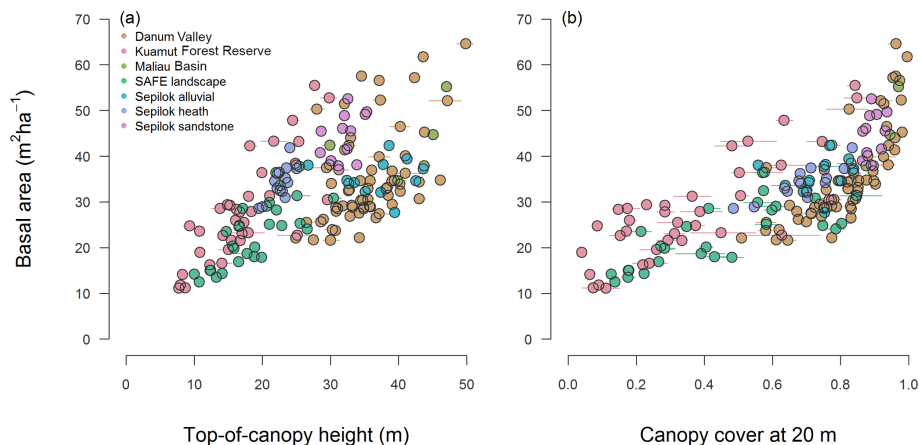 (a)
70
60
50
40
30
20
10
0
Basal area (m²ha⁻¹)
Danum Valley
Kuamut Forest Reserve
Maliau Basin
SAFE landscape
Sepilok alluvial
Sepilok heath
Sepilok sandstone
0 10 20 30 40 50
Top-of-canopy height (m)
(b)
70
60
50
40
30
20
10
0
0.0 0.2 0.4 0.6 0.8 1.0
Canopy cover at 20 m